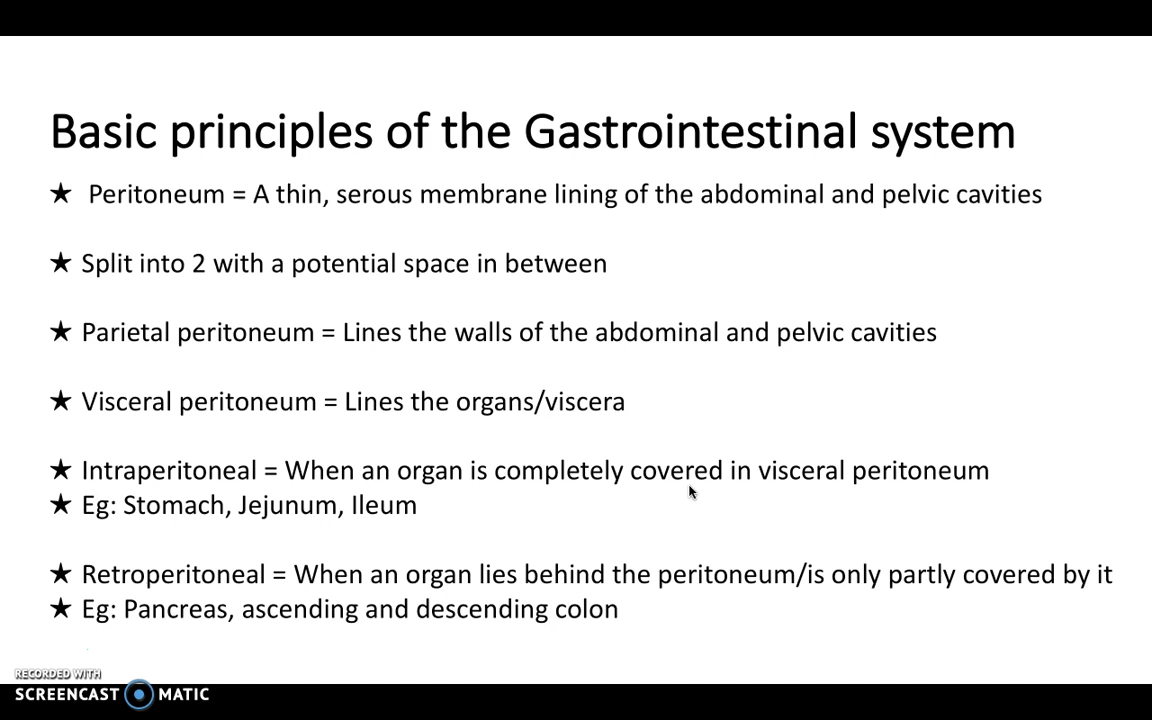 Basic principles of the Gastrointestinal system
★ Peritoneum = A thin, serous membrane lining of the abdominal and pelvic cavities
★ Split into 2 with a potential space in between
★ Parietal peritoneum = Lines the walls of the abdominal and pelvic cavities
★ Visceral peritoneum = Lines the organs/viscera
★ Intraperitoneal = When an organ is completely covered in visceral peritoneum
★ Eg: Stomach, Jejunum, Ileum
★ Retroperitoneal = When an organ lies behind the peritoneum/is only partly covered by it
★ Eg: Pancreas, ascending and descending colon
RECORDED WITH
SCREENCAST MATIC